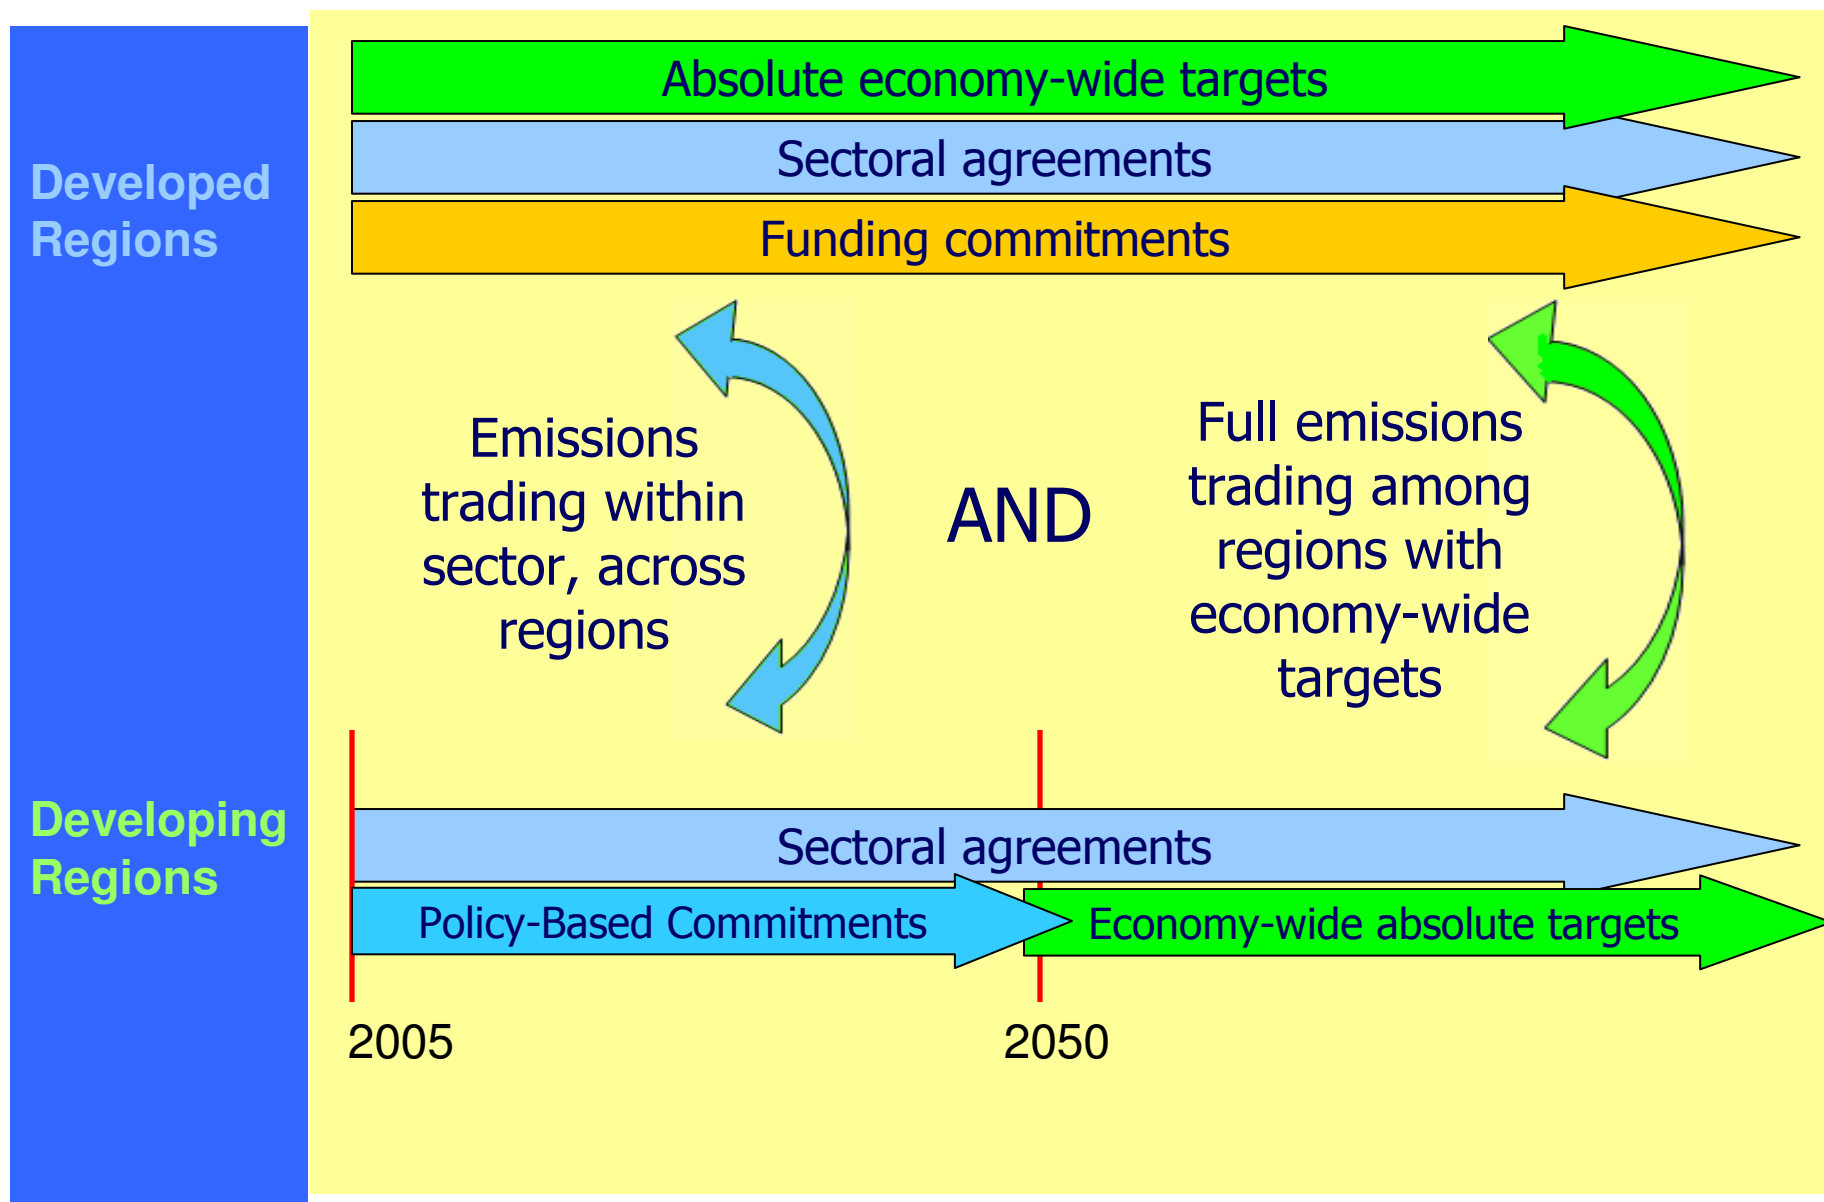 Absolute economy-wide targets
Sectoral agreements
Funding commitments
Developed
Regions
Emissions
trading within
sector, across
regions
AND
Full emissions
trading among
regions with
economy-wide
targets
Developing
Regions
Sectoral agreements
Policy-Based Commitments
Economy-wide absolute targets
2005
2050